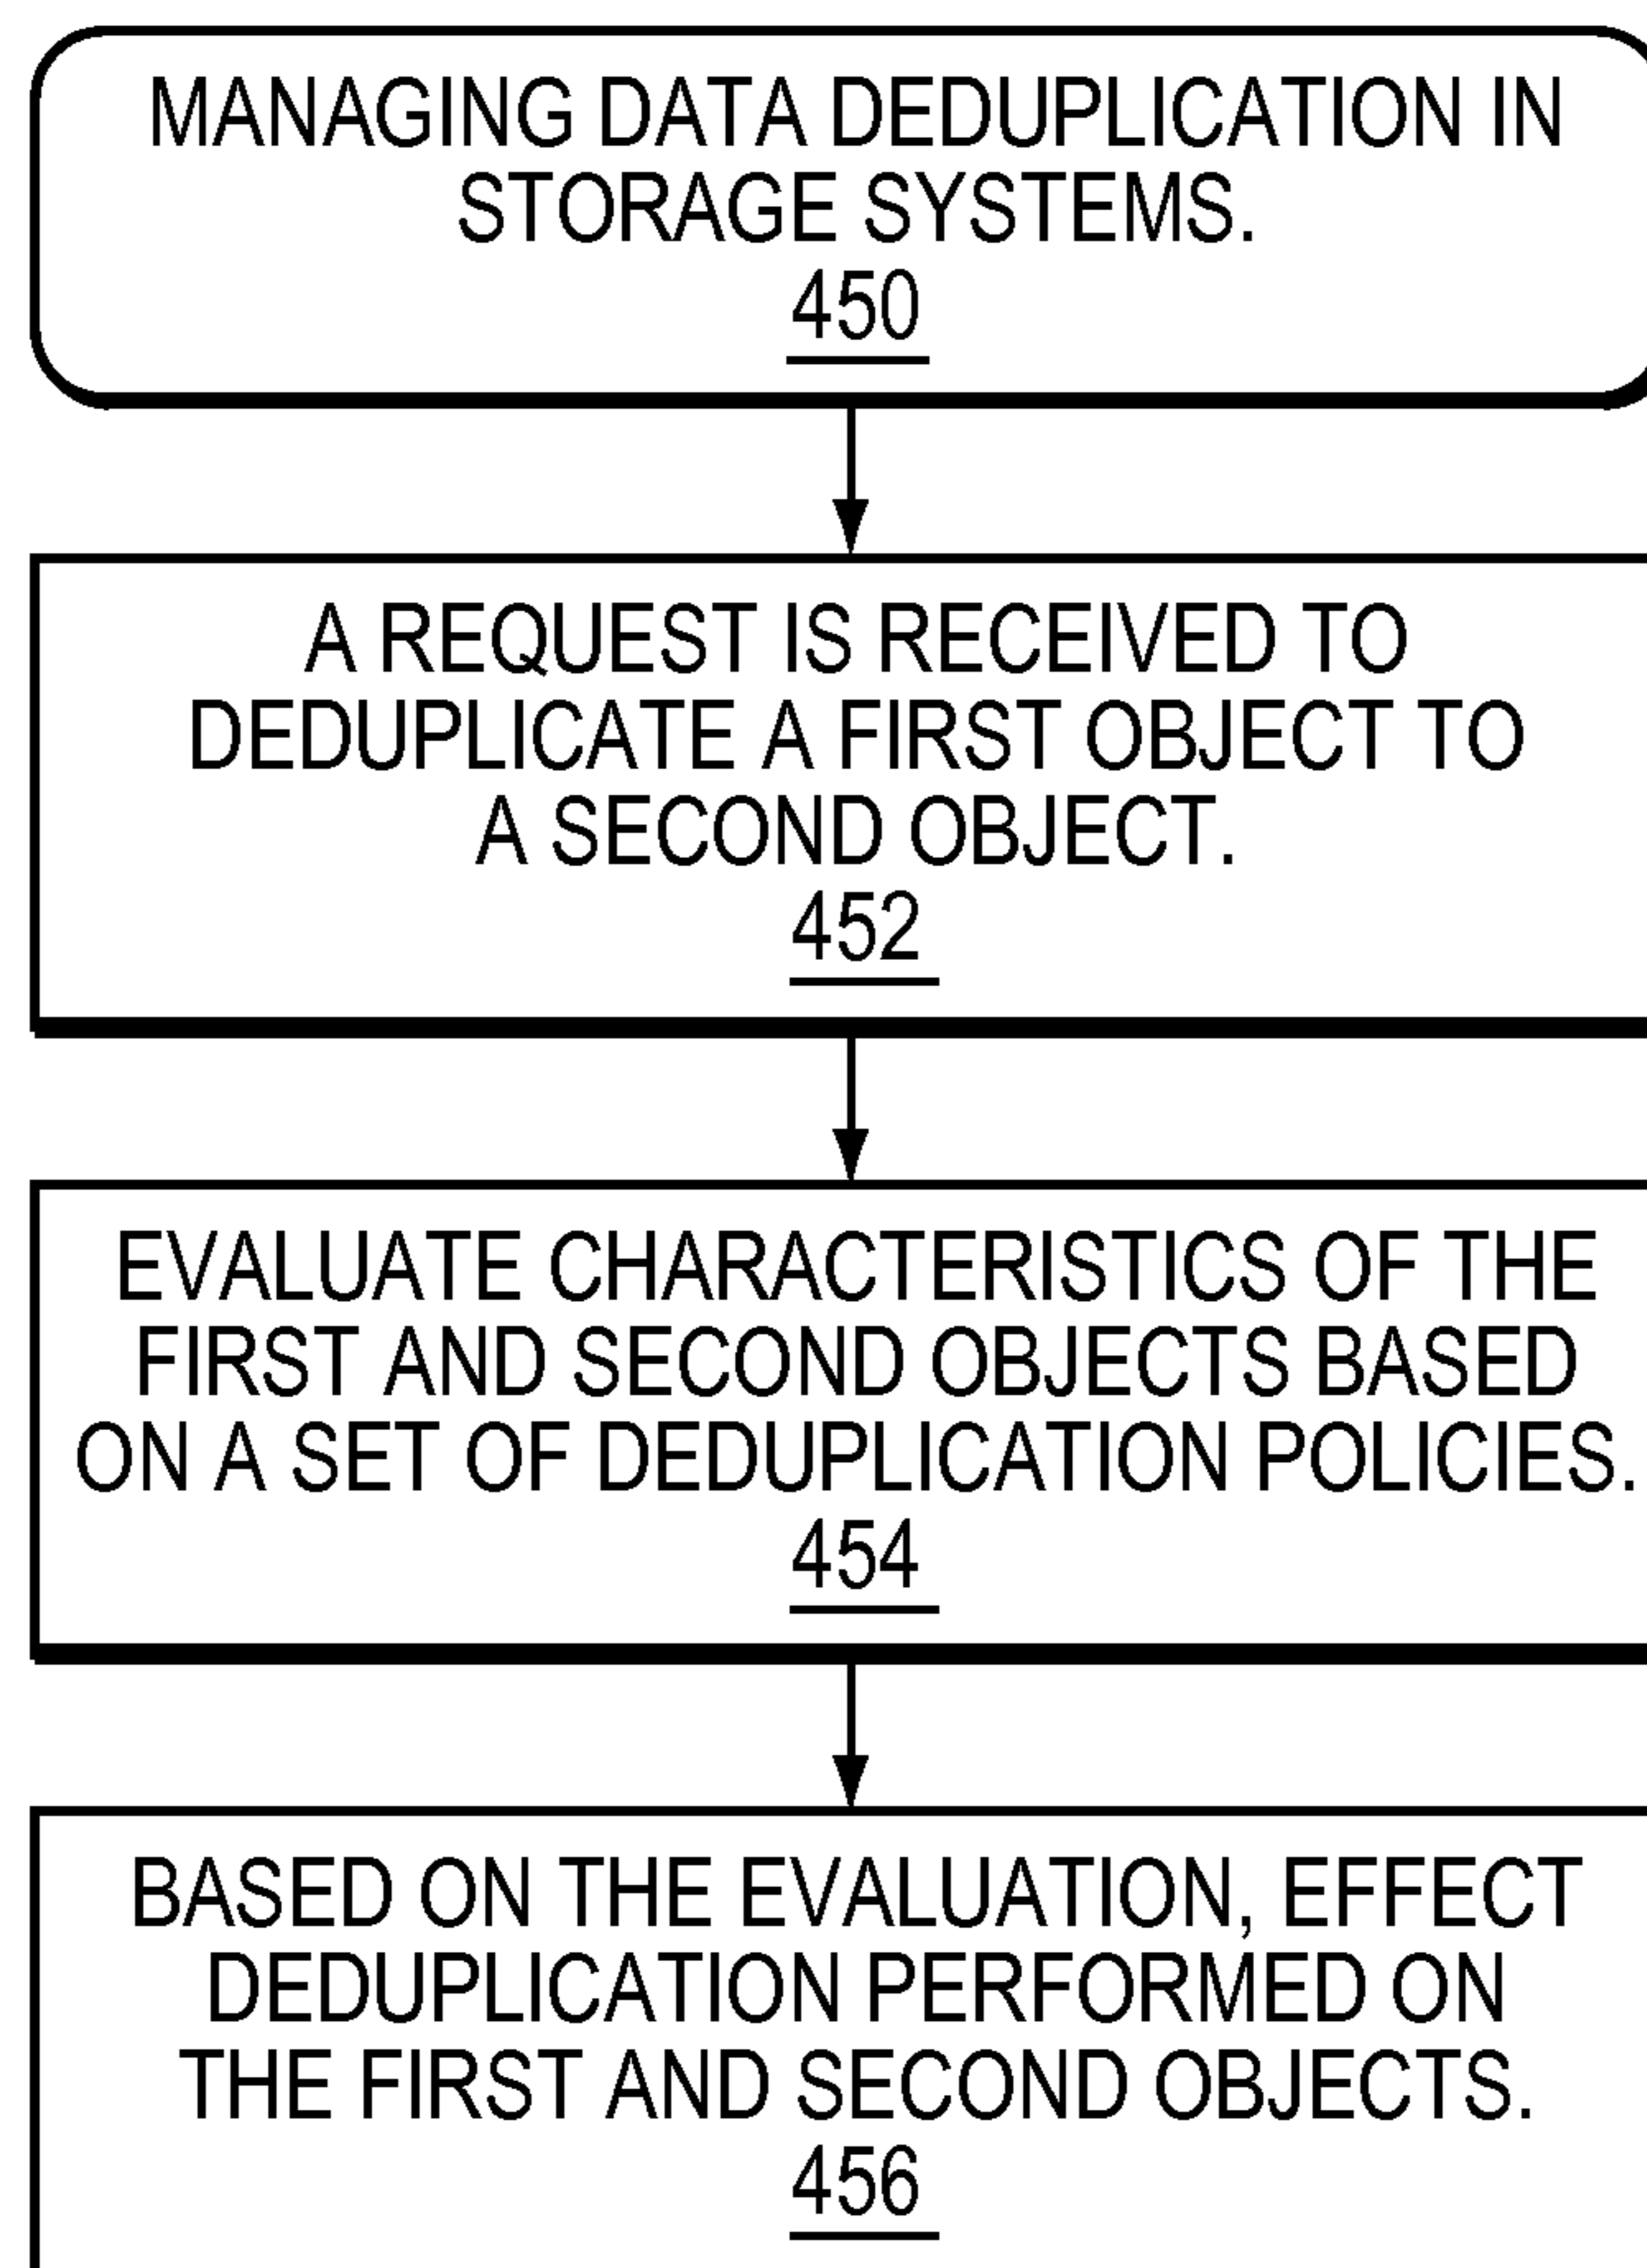 MANAGING DATA DEDUPLICATION IN
STORAGE SYSTEMS.
450
A REQUEST IS RECEIVED TO
DEDUPLICATE A FIRST OBJECT TO
A SECOND OBJECT.
452
EVALUATE CHARACTERISTICS OF THE
FIRST AND SECOND OBJECTS BASED
ON A SET OF DEDUPLICATION POLICIES.
454
BASED ON THE EVALUATION, EFFECT
DEDUPLICATION PERFORMED ON
THE FIRST AND SECOND OBJECTS.
456